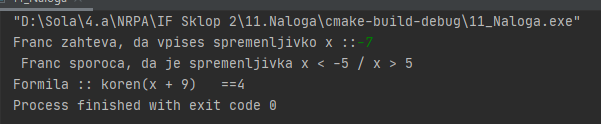 11_Naloga
"D:\Sola\4.a\NRPA\IF Sklop 2\11.Naloga\cmake-build-debug\11_Naloga.exe"
Franc zahteva, da vpises spremenljivko x ::-7
 Franc sporoca, da je spremenljivka x < -5 / x > 5
Formila :: koren(x + 9)   ==4
Process finished with exit code 0